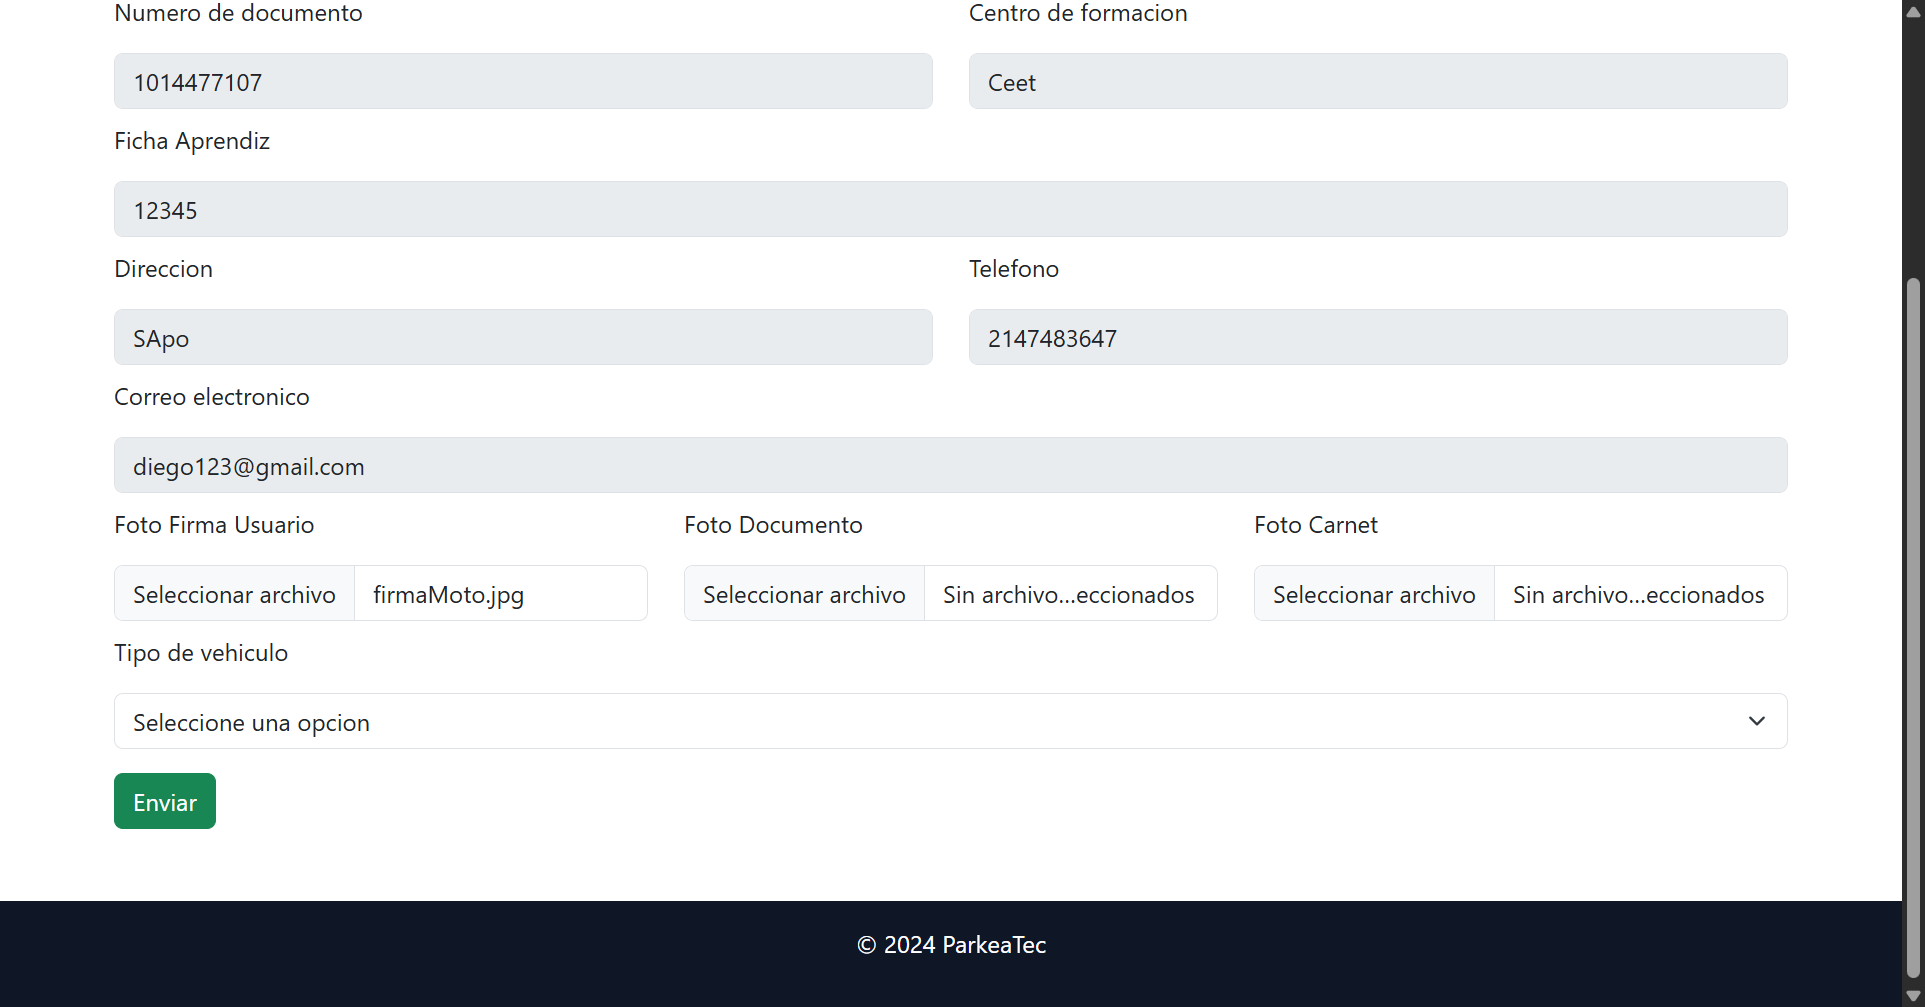 Numero de documento
Centro de formacion
1014477107
Ceet
Ficha Aprendiz
12345
Direccion
Telefono
SApo
2147483647
Correo electronico
diego123@gmail.com
Foto Firma Usuario
Foto Documento
Foto Carnet
Seleccionar archivo firmaMoto.jpg
Seleccionar archivo Sin archivo...eccionados
Seleccionar archivo Sin archivo...eccionados
Tipo de vehiculo
Seleccione una opcion
Enviar
© 2024 ParkeaTec